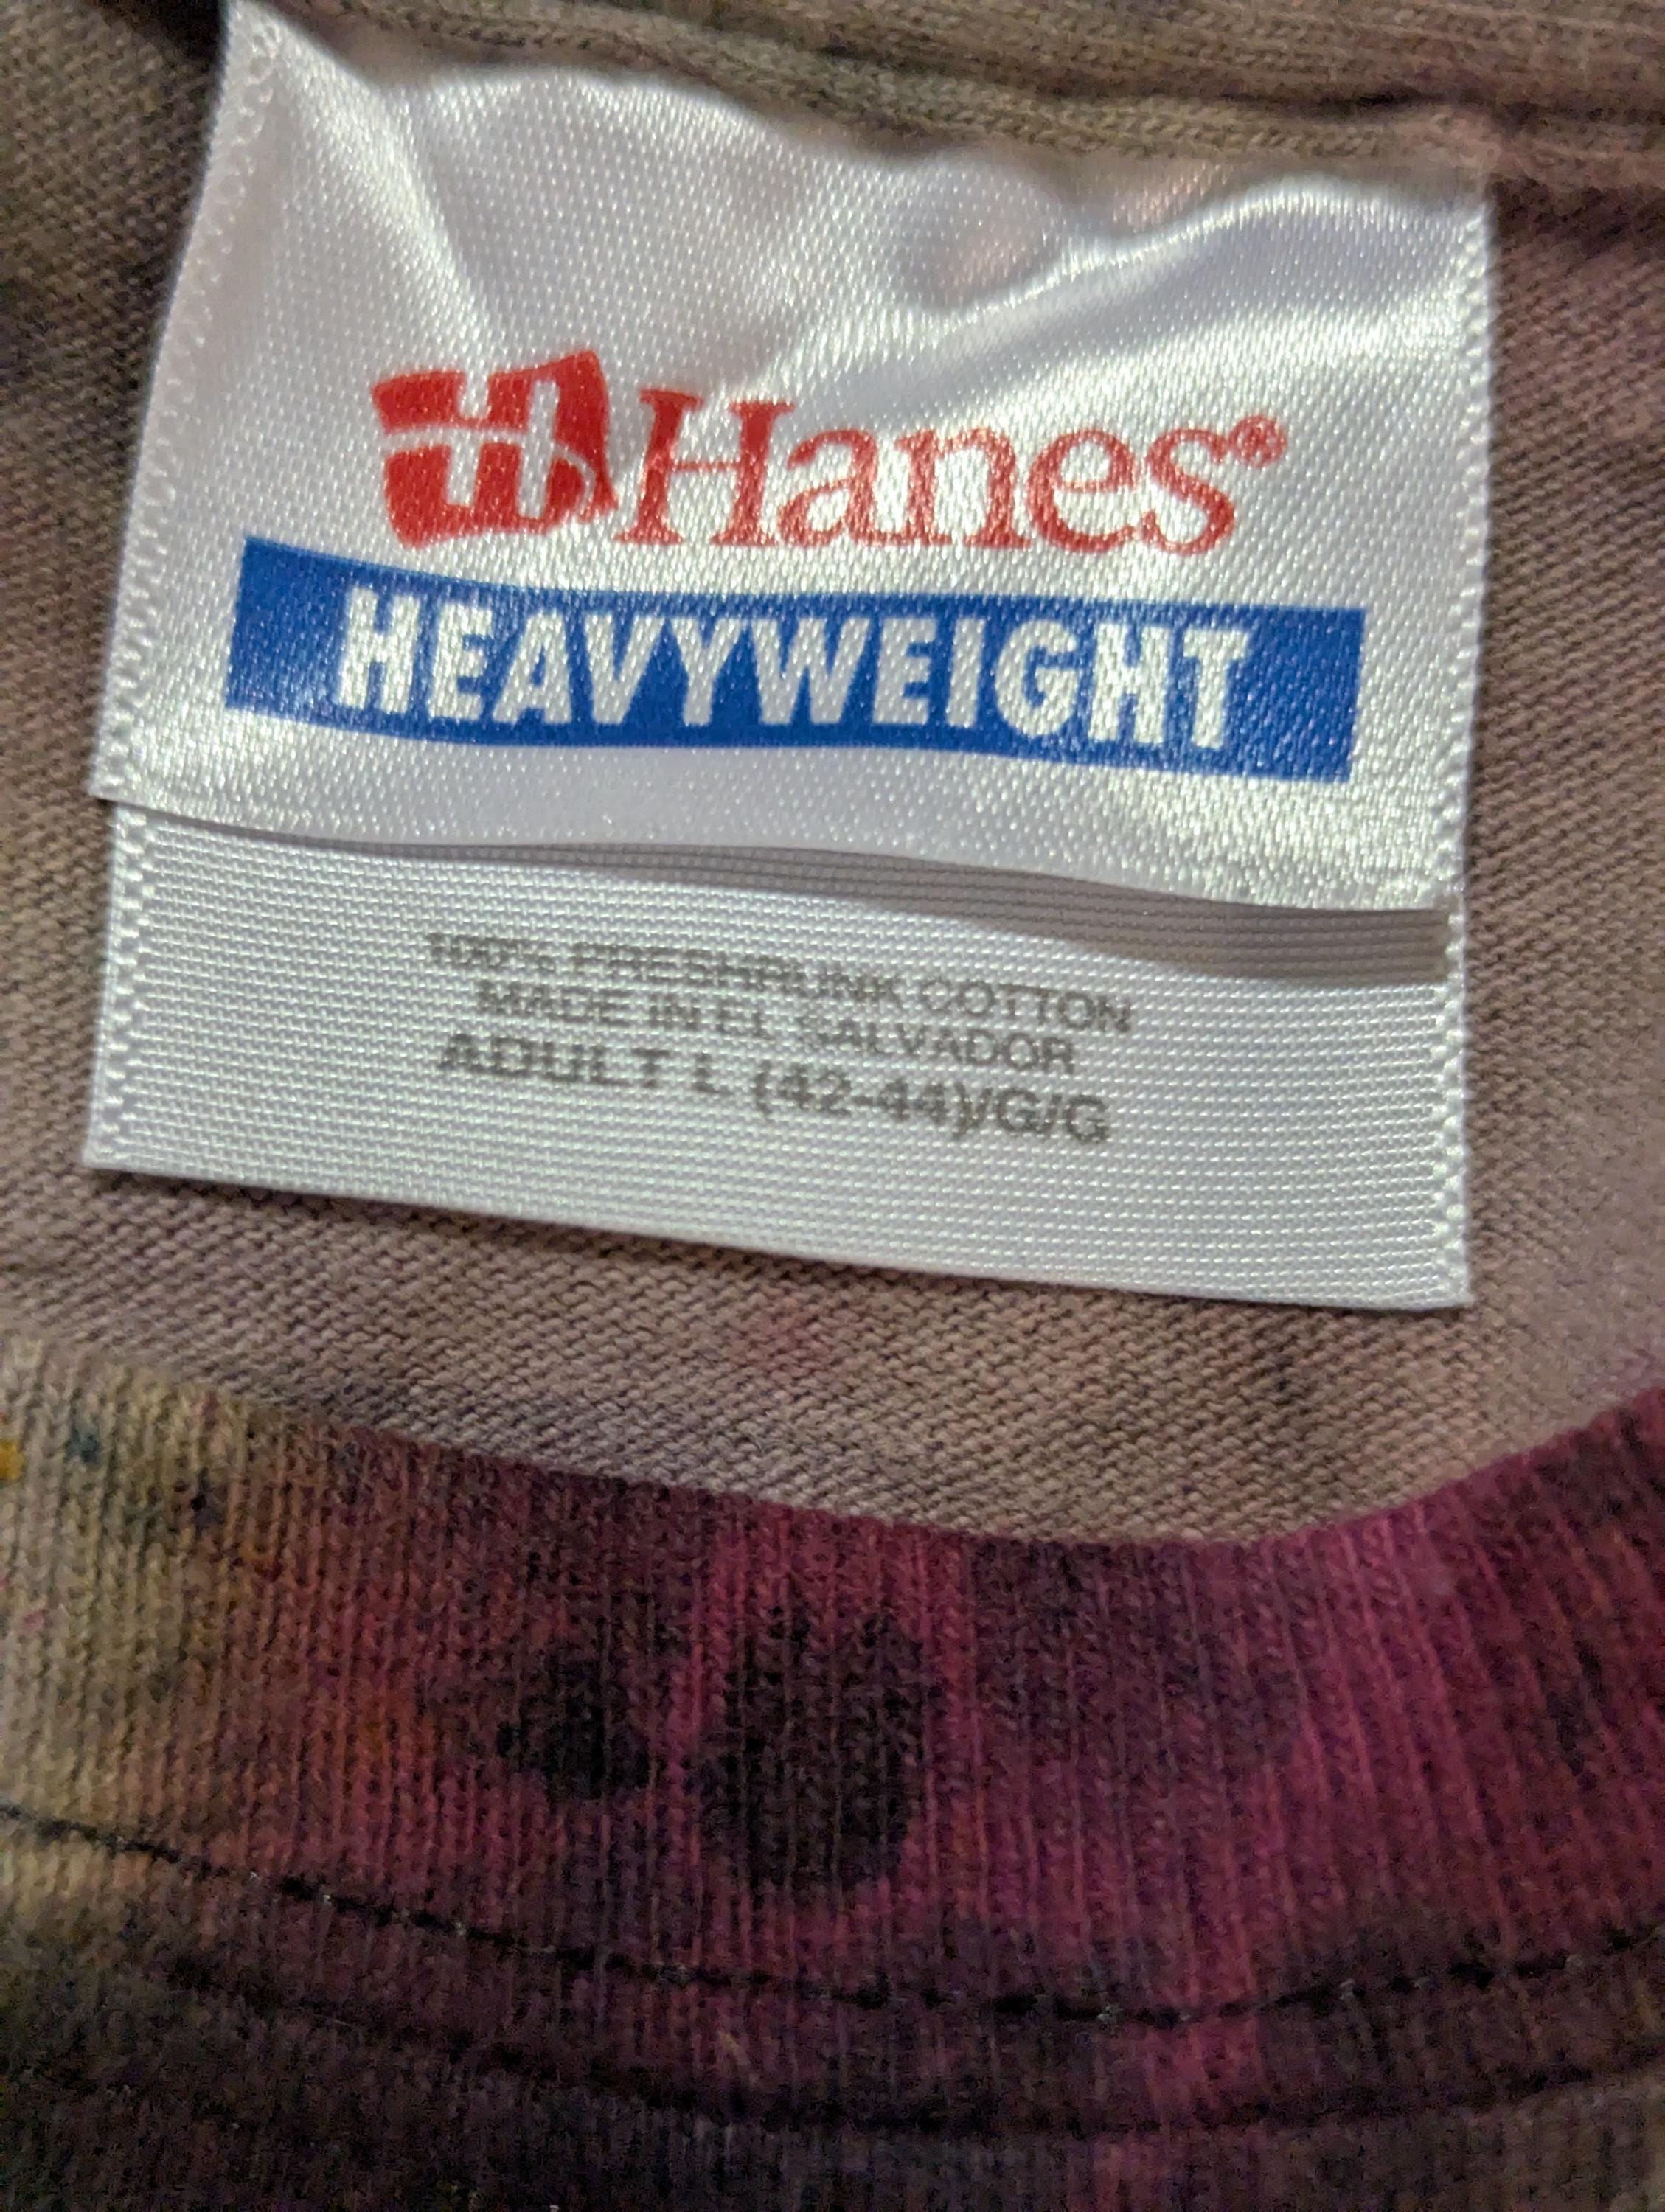 Hanes®
HEAVYWEIGHT
100% PRESHRUNK COTTON
MADE IN EL SALVADOR
ADULT L (42-44)/G/G